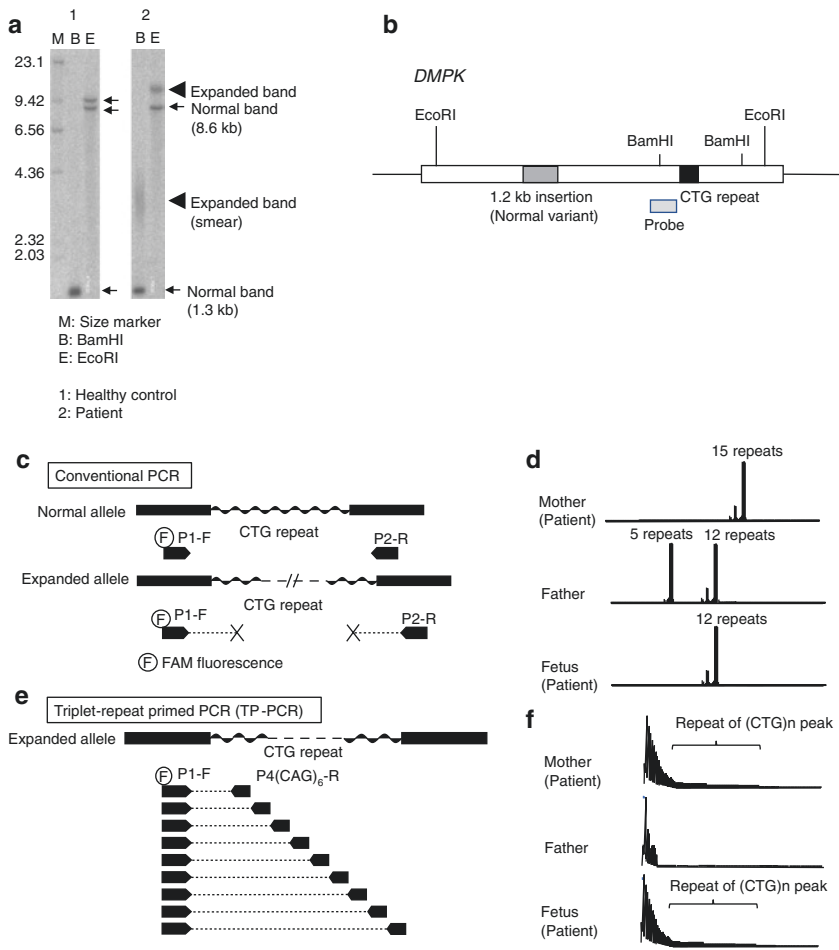 a
1
2
M B E
B E
23.1
9.42
6.56
4.36
2.32
2.03
Expanded band
Normal band
(8.6 kb)
Expanded band
(smear)
Normal band
(1.3 kb)
M: Size marker
B: BamHI
E: EcoRI
1: Healthy control
2: Patient
b
DMPK
EcoRI
EcoRI
BamHI
BamHI
1.2 kb insertion
(Normal variant)
CTG repeat
Probe
c
Conventional PCR
Normal allele
CTG repeat
F P1-F
P2-R
Expanded allele
CTG repeat
F P1-F
P2-R
F FAM fluorescence
d
15 repeats
Mother
(Patient)
5 repeats
12 repeats
Father
12 repeats
Fetus
(Patient)
e
Triplet-repeat primed PCR (TP-PCR)
Expanded allele
CTG repeat
F P1-F
P4(CAG)6-R
f
Repeat of (CTG)n peak
Mother
(Patient)
Father
Repeat of (CTG)n peak
Fetus
(Patient)